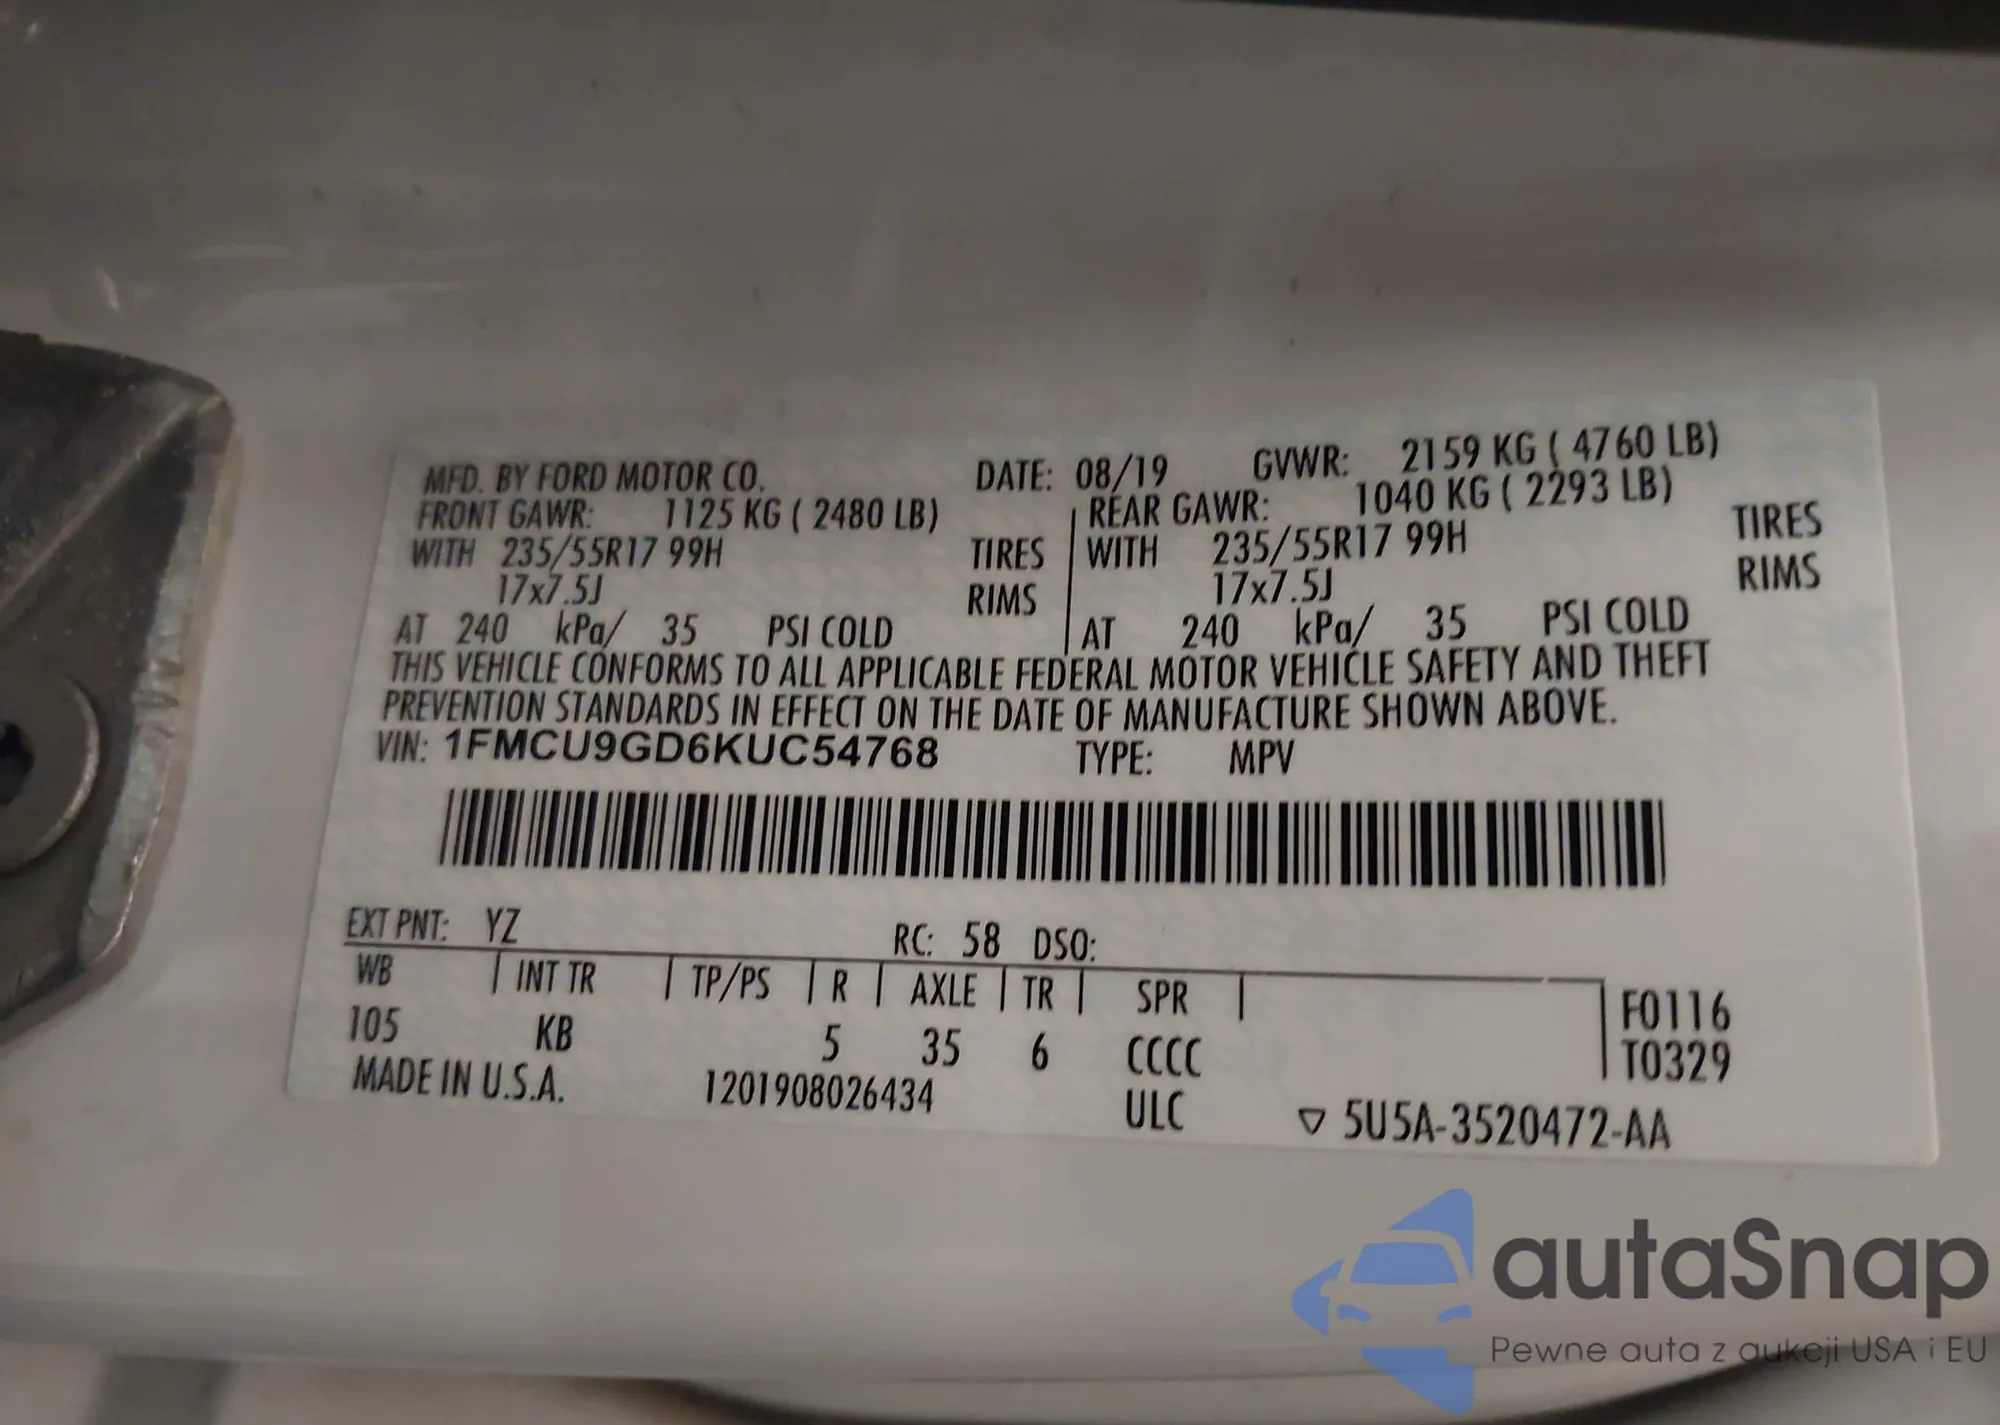 MFD. BY FORD MOTOR CO. DATE: 08/19 GVWR: 2159 KG ( 4760 LB)
FRONT GAWR: 1125 KG ( 2480 LB) REAR GAWR: 1040 KG ( 2293 LB)
WITH 235/55R17 99H TIRES WITH 235/55R17 99H TIRES
17x7.5J RIMS 17x7.5J RIMS
AT 240 kPa/ 35 PSI COLD AT 240 kPa/ 35 PSI COLD
THIS VEHICLE CONFORMS TO ALL APPLICABLE FEDERAL MOTOR VEHICLE SAFETY AND THEFT
PREVENTION STANDARDS IN EFFECT ON THE DATE OF MANUFACTURE SHOWN ABOVE.
VIN: 1FMCU9GD6KUC54768 TYPE: MPV
EXT PNT: YZ RC: 58 DSO:
WB INT TR TP/PS R AXLE TR SPR F0116
105 KB 5 35 6 CCCC T0329
MADE IN U.S.A. 1201908026434 ULC ▽ 5U5A-3520472-AA
autaSnap
Pewne auta z aukcji USA i EU